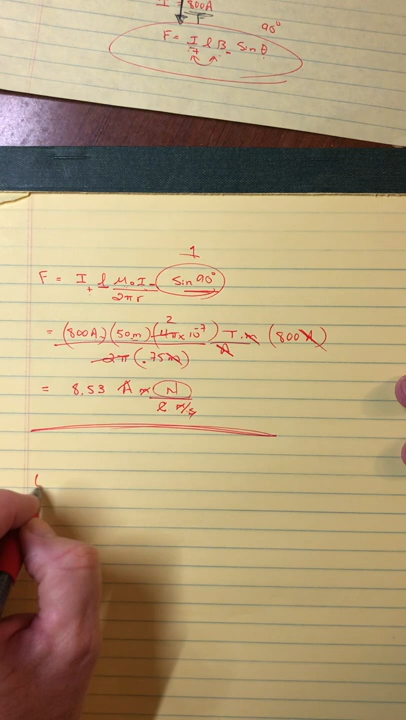 I 800A
T 90°
F = I₊ l B₋ sin θ
1
F = I₊ l μ₀I₋ / 2πr sin 90°
2
= (800A)(50m)(4π x 10⁻⁷) / 2π (.75m) T·m / A (800A)
= 8.53 A m N / C m/s